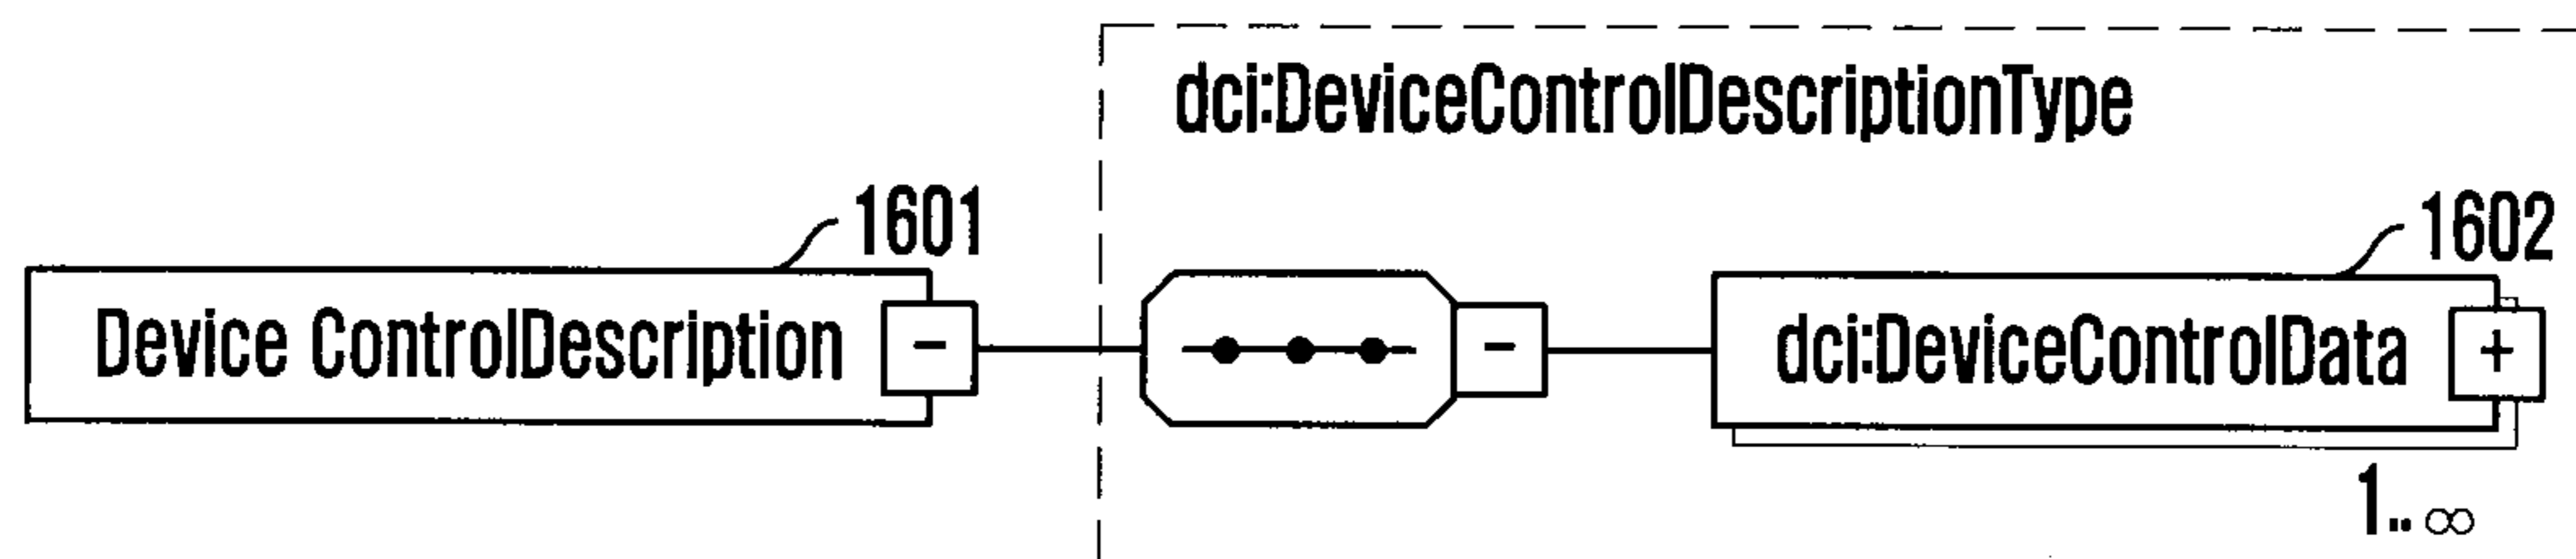 dci:DeviceControlDescriptionType
1601
1602
Device ControlDescription
-
-
dci:DeviceControlData
+
1..∞